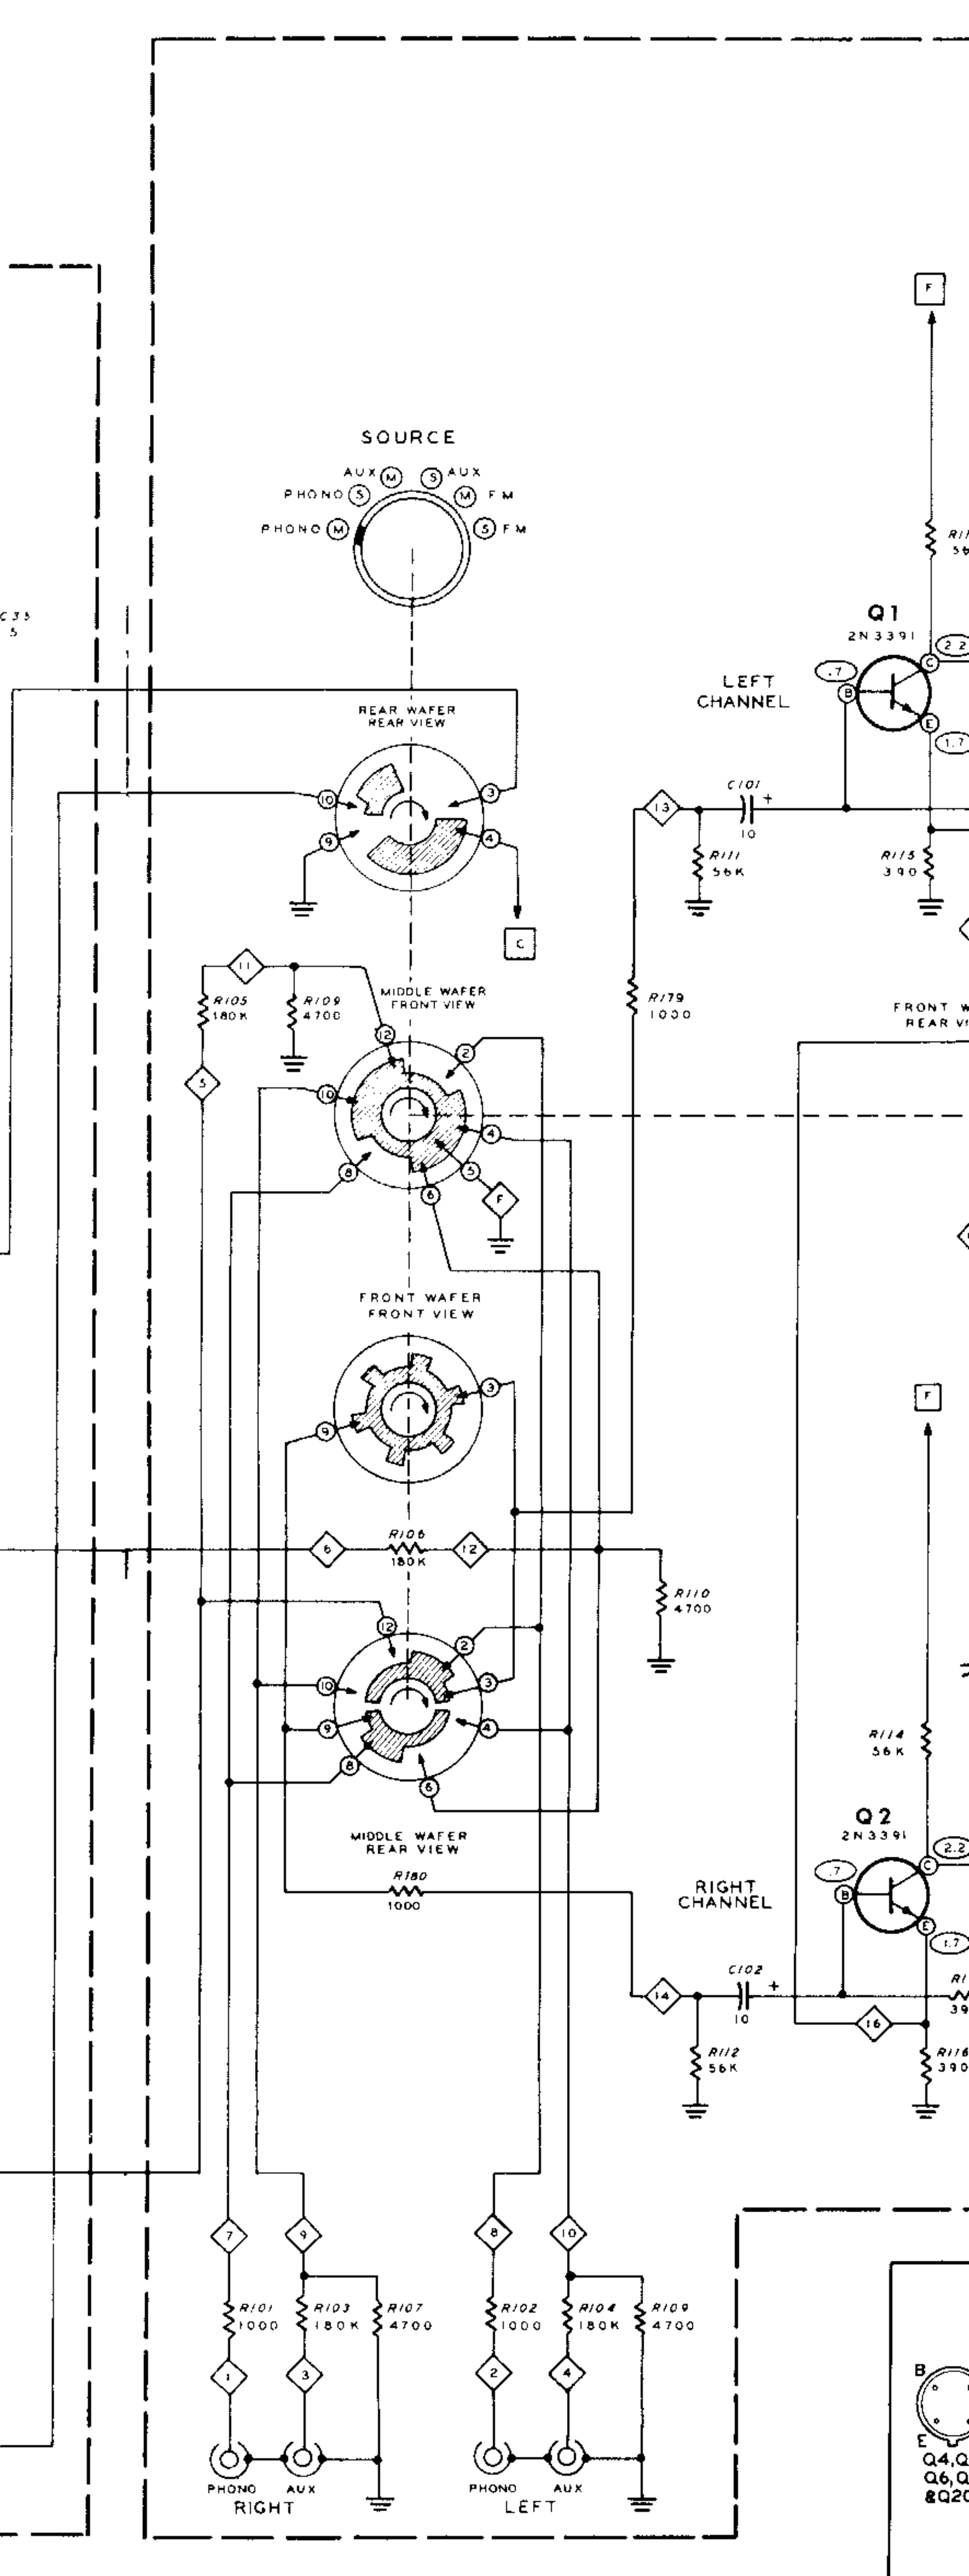 F
SOURCE
AUX M S AUX
PHONO S M FM
PHONO M S FM
C35
5
Q1
2N3391
2.2
C
.7
B
E
1.7
LEFT
CHANNEL
REAR WAFER
REAR VIEW
10
3
9
4
C
13
C101
+
10
R111
56K
R115
390
11
R105
180K
R109
4700
MIDDLE WAFER
FRONT VIEW
R179
1000
FRONT
REAR
5
12
2
10
4
8
5
6
F
FRONT WAFER
FRONT VIEW
3
9
F
6
R106
180K
12
R110
4700
12
2
10
3
9
4
8
6
MIDDLE WAFER
REAR VIEW
R180
1000
R114
56K
Q2
2N3391
2.2
C
.7
B
E
1.7
RIGHT
CHANNEL
14
C102
+
10
R112
56K
16
R116
390
7
9
8
10
R101
1000
R103
180K
R107
4700
R102
1000
R104
180K
R109
4700
1
3
2
4
PHONO AUX
RIGHT
PHONO AUX
LEFT
B
E
Q4,Q
Q6,Q
&Q20